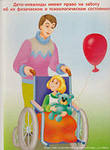 Дети-инвалиды имеют право на заботу
об их физическом и психологическом состоянии